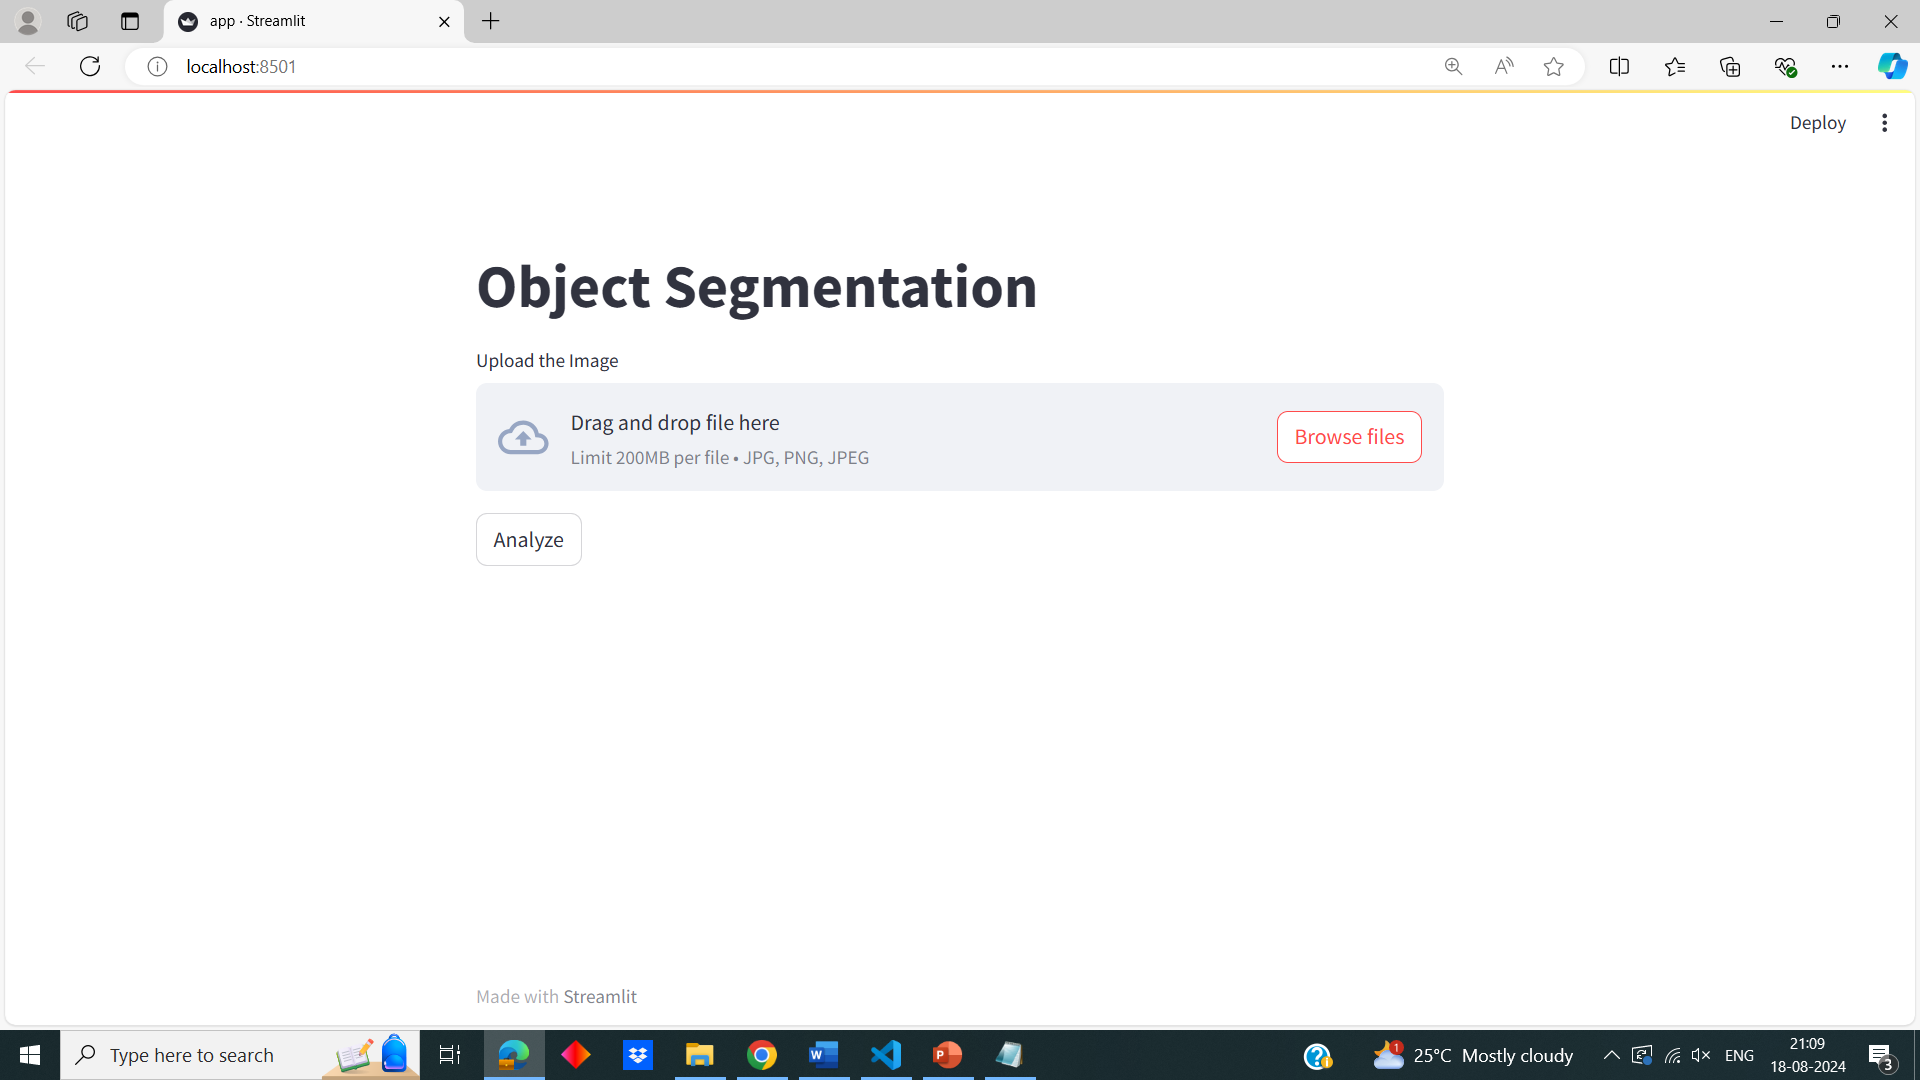 app · Streamlit
localhost:8501
Deploy
Object Segmentation
Upload the Image
Drag and drop file here
Limit 200MB per file • JPG, PNG, JPEG
Browse files
Analyze
Made with Streamlit
Type here to search
1
25°C Mostly cloudy
ENG
21:09
18-08-2024
3